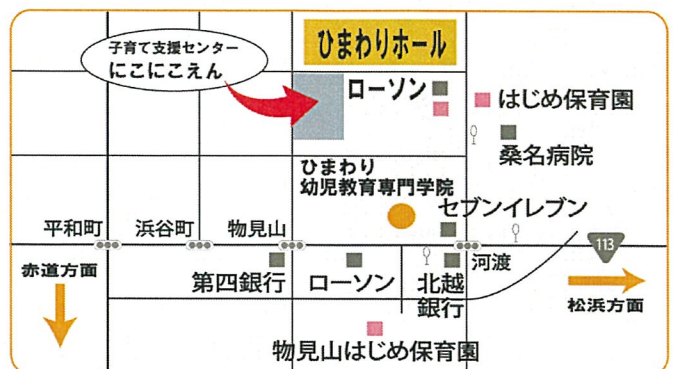 子育て支援センター
にこにこえん
ひまわりホール
ローソン
はじめ保育園
桑名病院
ひまわり
幼児教育専門学院
セブンイレブン
平和町
浜谷町
物見山
河渡
113
赤道方面
第四銀行
ローソン
北越
銀行
松浜方面
物見山はじめ保育園